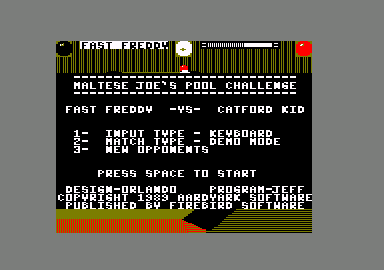 FAST FREDDY
MALTESE JOE'S POOL CHALLENGE
FAST FREDDY -VS- CATFORD KID
1- INPUT TYPE - KEYBOARD
2- MATCH TYPE - DEMO MODE
3- NEW OPPONENTS
PRESS SPACE TO START
DESIGN-ORLANDO PROGRAM-JEFF
COPYRIGHT 1989 AARDVARK SOFTWARE
PUBLISHED BY FIREBIRD SOFTWARE